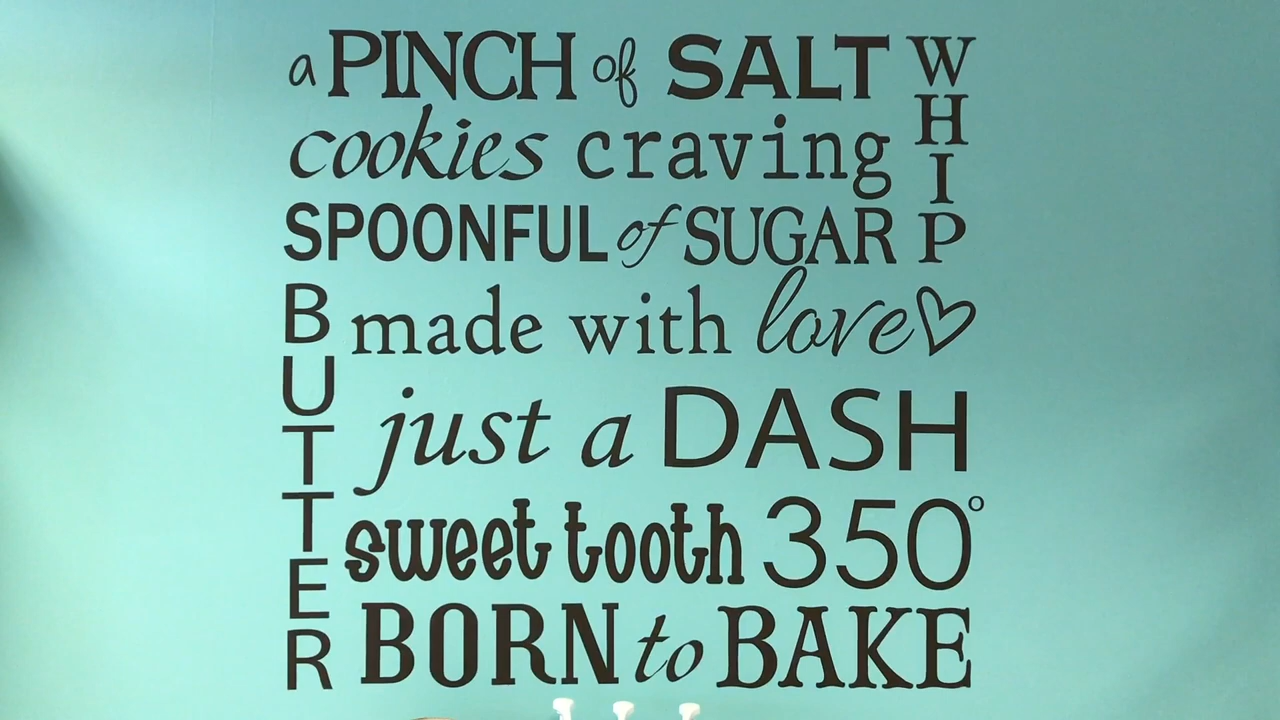 a PINCH of SALT
WHIP
cookies craving
SPOONFUL of SUGAR
BUTTER
made with love♡
just a DASH
sweet tooth 350°
BORN to BAKE